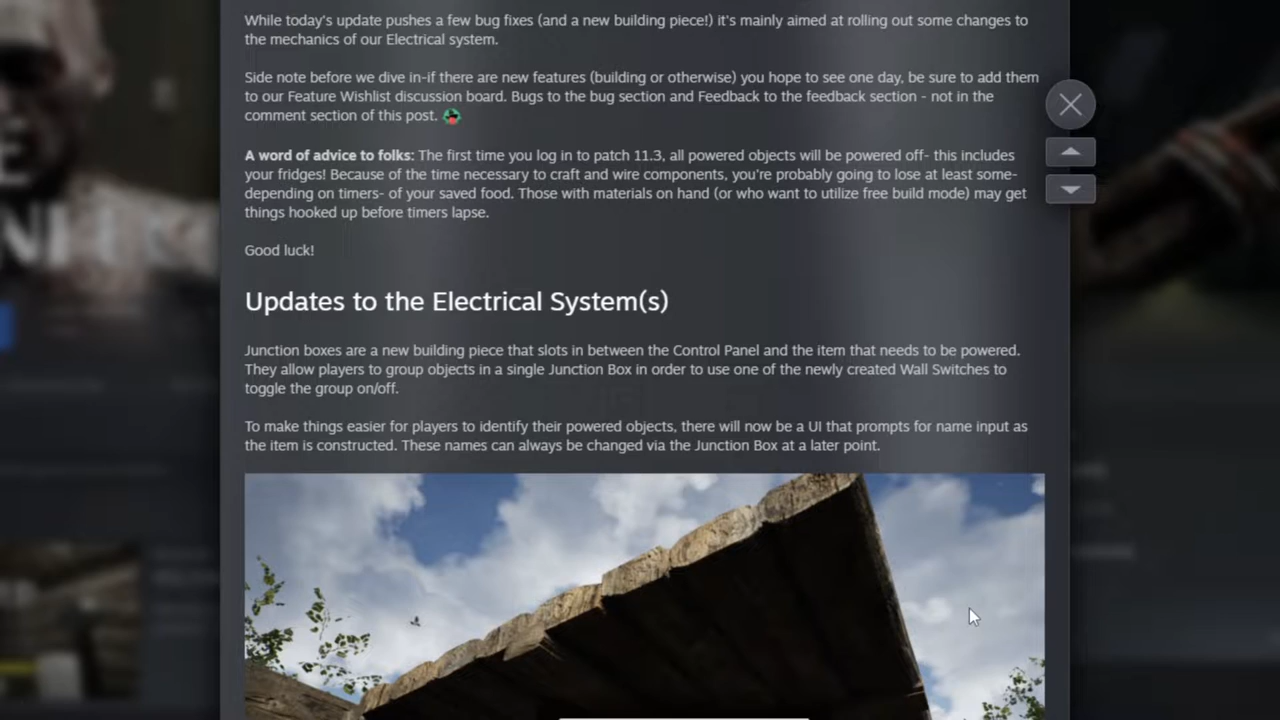 While today's update pushes a few bug fixes (and a new building piece!) it's mainly aimed at rolling out some changes to
the mechanics of our Electrical system.
Side note before we dive in-if there are new features (building or otherwise) you hope to see one day, be sure to add them
to our Feature Wishlist discussion board. Bugs to the bug section and Feedback to the feedback section - not in the
comment section of this post.
A word of advice to folks: The first time you log in to patch 11.3, all powered objects will be powered off- this includes
your fridges! Because of the time necessary to craft and wire components, you're probably going to lose at least some-
depending on timers- of your saved food. Those with materials on hand (or who want to utilize free build mode) may get
things hooked up before timers lapse.
Good luck!
Updates to the Electrical System(s)
Junction boxes are a new building piece that slots in between the Control Panel and the item that needs to be powered.
They allow players to group objects in a single Junction Box in order to use one of the newly created Wall Switches to
toggle the group on/off.
To make things easier for players to identify their powered objects, there will now be a UI that prompts for name input as
the item is constructed. These names can always be changed via the Junction Box at a later point.